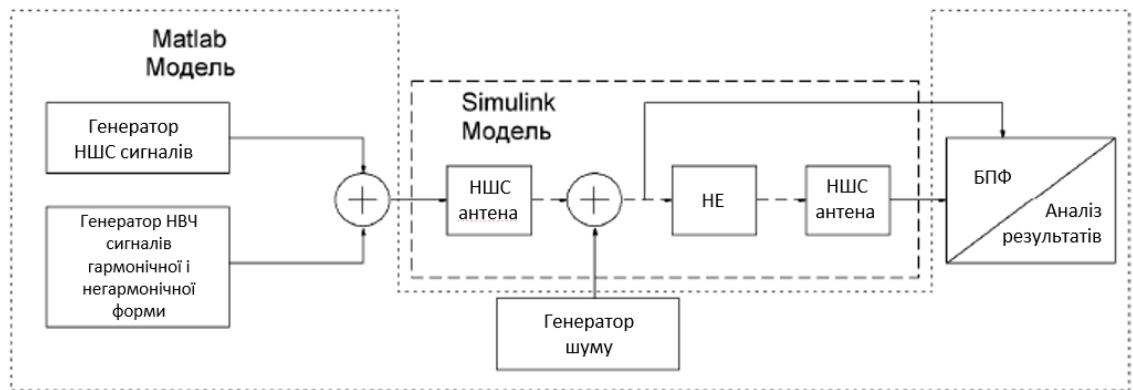 Matlab
Модель
Генератор
НШС сигналів
Генератор НВЧ
сигналів
гармонічної і
негармонічної
форми
Simulink
Модель
НШС
антена
НЕ
НШС
антена
Генератор
шуму
БПФ
Аналіз
результатів